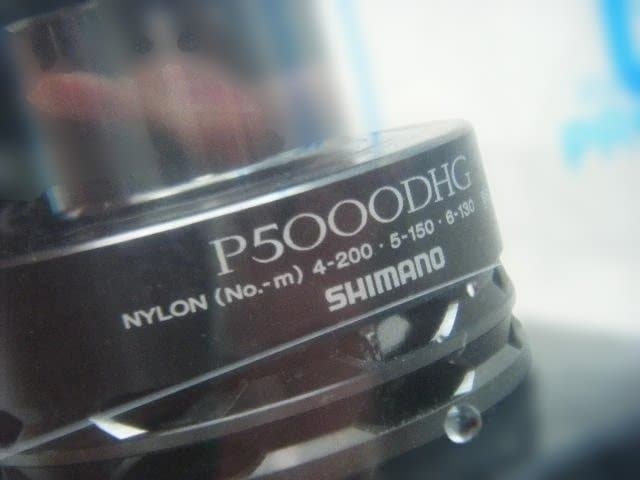 P5000DHG
NYLON (No.-m) 4-200 · 5-150 · 6-130
SHIMANO